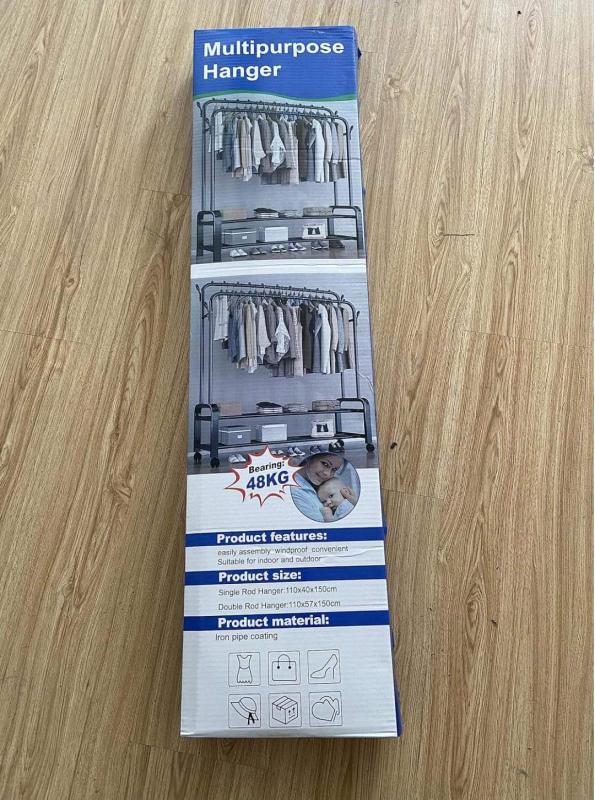 Multipurpose
Hanger
Bearing:
48KG
Product features:
easily assembly windproof convenient
Suitable for indoor and outdoor
Product size:
Single Rod Hanger:110x40x150cm
Double Rod Hanger:110x57x150cm
Product material:
Iron pipe coating